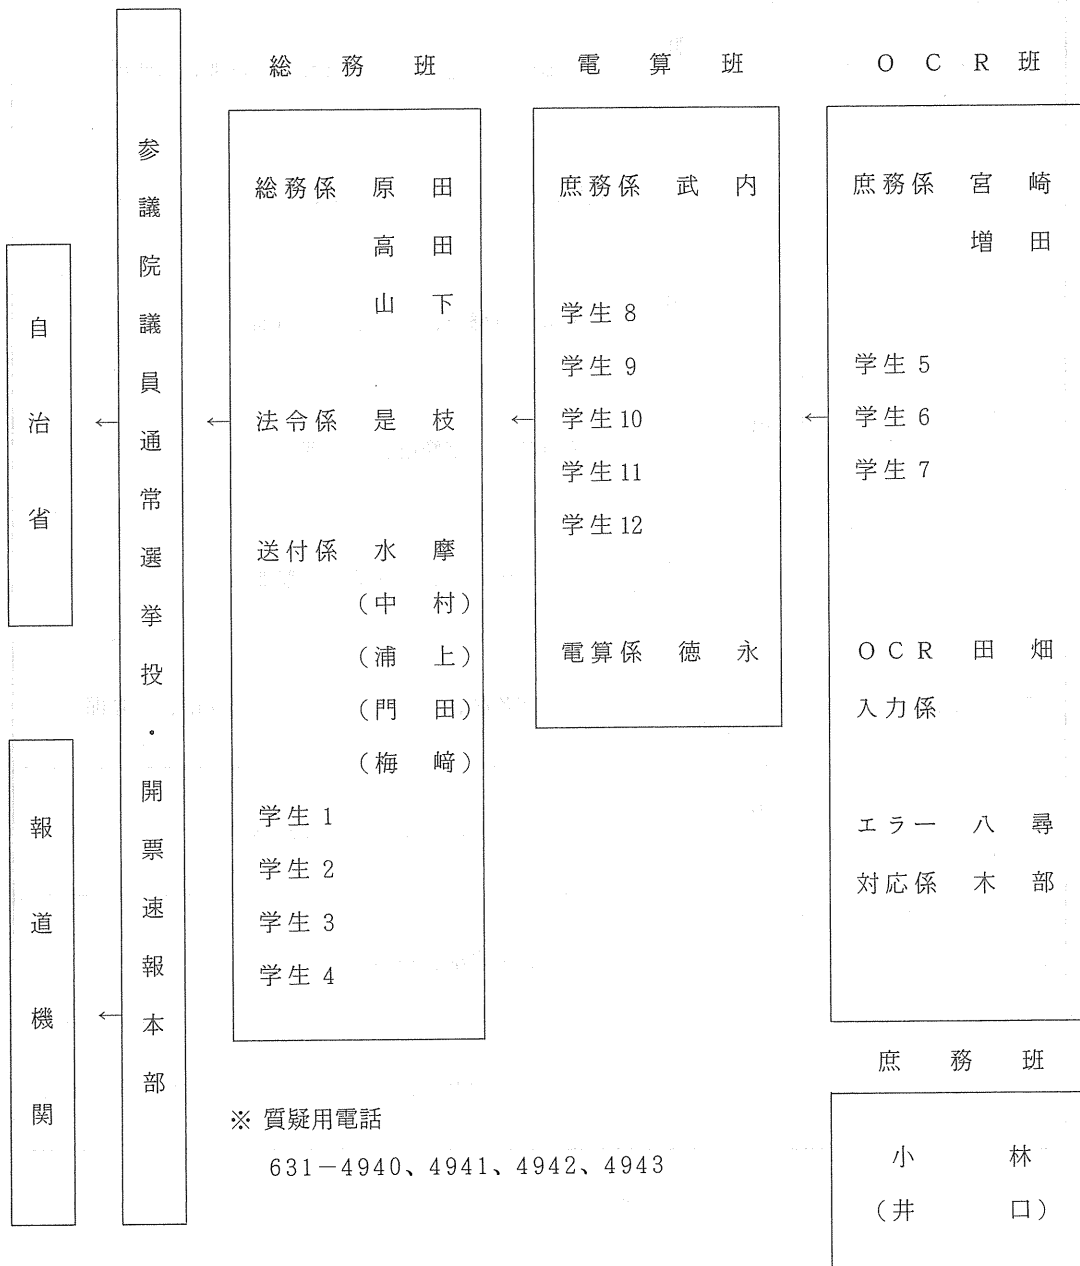 自治省
報道機関
←
←
参議院議員通常選挙投・開票速報本部
←
総務班
総務係 原田
高田
山下
法令係 是枝
送付係 水摩
(中村)
(浦上)
(門田)
(梅﨑)
学生1
学生2
学生3
学生4
←
電算班
庶務係 武内
学生8
学生9
学生10
学生11
学生12
電算係 徳永
←
OCR班
庶務係 宮崎
増田
学生5
学生6
学生7
OCR 田畑
入力係
エラー 八尋
対応係 木部
庶務班
小林
(井口)
※ 質疑用電話
631-4940、4941、4942、4943